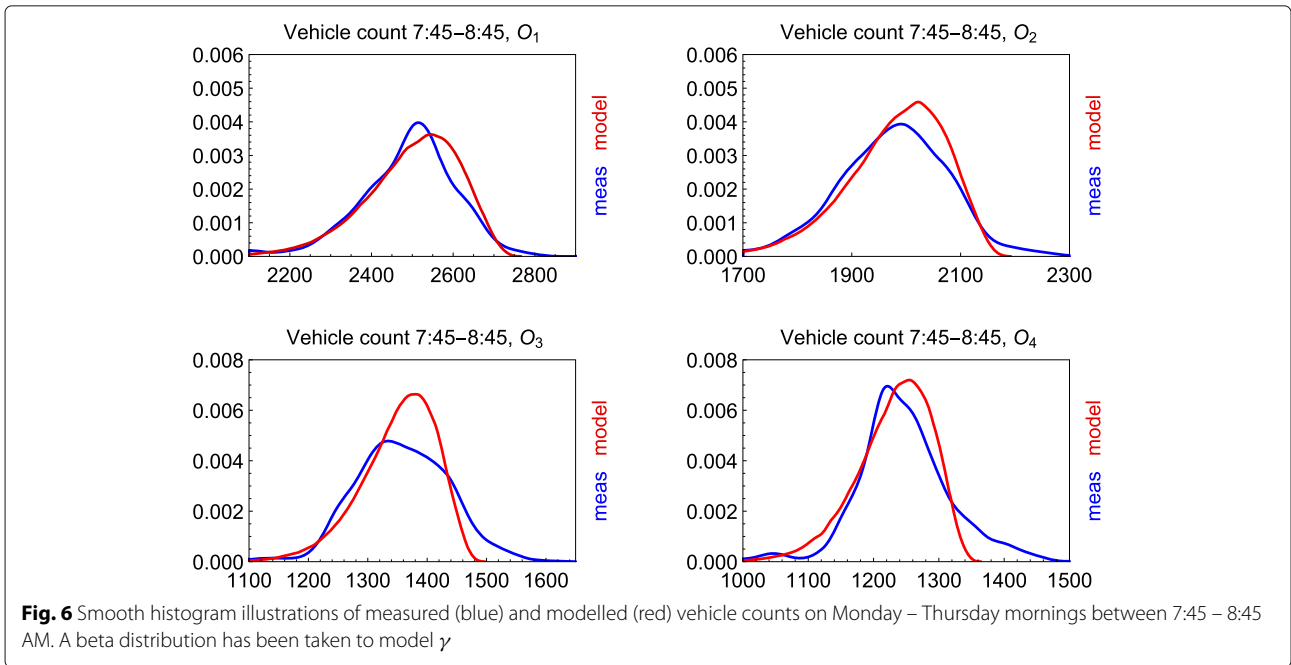 Vehicle count 7:45–8:45, O1
0.006
0.005
0.004
0.003
0.002
0.001
0.000
2200 2400 2600 2800
meas model
Vehicle count 7:45–8:45, O2
0.006
0.005
0.004
0.003
0.002
0.001
0.000
1700 1900 2100 2300
meas model
Vehicle count 7:45–8:45, O3
0.008
0.006
0.004
0.002
0.000
1100 1200 1300 1400 1500 1600
meas model
Vehicle count 7:45–8:45, O4
0.008
0.006
0.004
0.002
0.000
1000 1100 1200 1300 1400 1500
meas model
Fig. 6 Smooth histogram illustrations of measured (blue) and modelled (red) vehicle counts on Monday – Thursday mornings between 7:45 – 8:45
AM. A beta distribution has been taken to model γ